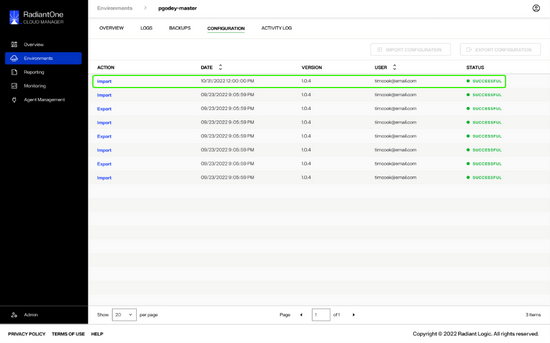 RadiantOne
CLOUD MANAGER
Environments > pgodey-master
OVERVIEW LOGS BACKUPS CONFIGURATION ACTIVITY LOG
IMPORT CONFIGURATION EXPORT CONFIGURATION
Overview
Environments
Reporting
Monitoring
Agent Management
ACTION DATE VERSION USER STATUS
Import 10/31/2022 12:00:00 PM 1.0.4 timcook@email.com SUCCESSFUL
Import 09/23/2022 9:05:59 PM 1.0.4 timcook@email.com SUCCESSFUL
Export 09/23/2022 9:05:59 PM 1.0.4 timcook@email.com SUCCESSFUL
Import 09/23/2022 9:05:59 PM 1.0.4 timcook@email.com SUCCESSFUL
Export 09/23/2022 9:05:59 PM 1.0.4 timcook@email.com SUCCESSFUL
Import 09/23/2022 9:05:59 PM 1.0.4 timcook@email.com SUCCESSFUL
Export 09/23/2022 9:05:59 PM 1.0.4 timcook@email.com SUCCESSFUL
Import 09/23/2022 9:05:59 PM 1.0.4 timcook@email.com SUCCESSFUL
Admin
Show 20 per page Page 1 of 1 3 items
PRIVACY POLICY TERMS OF USE HELP Copyright © 2022 Radiant Logic. All rights reserved.